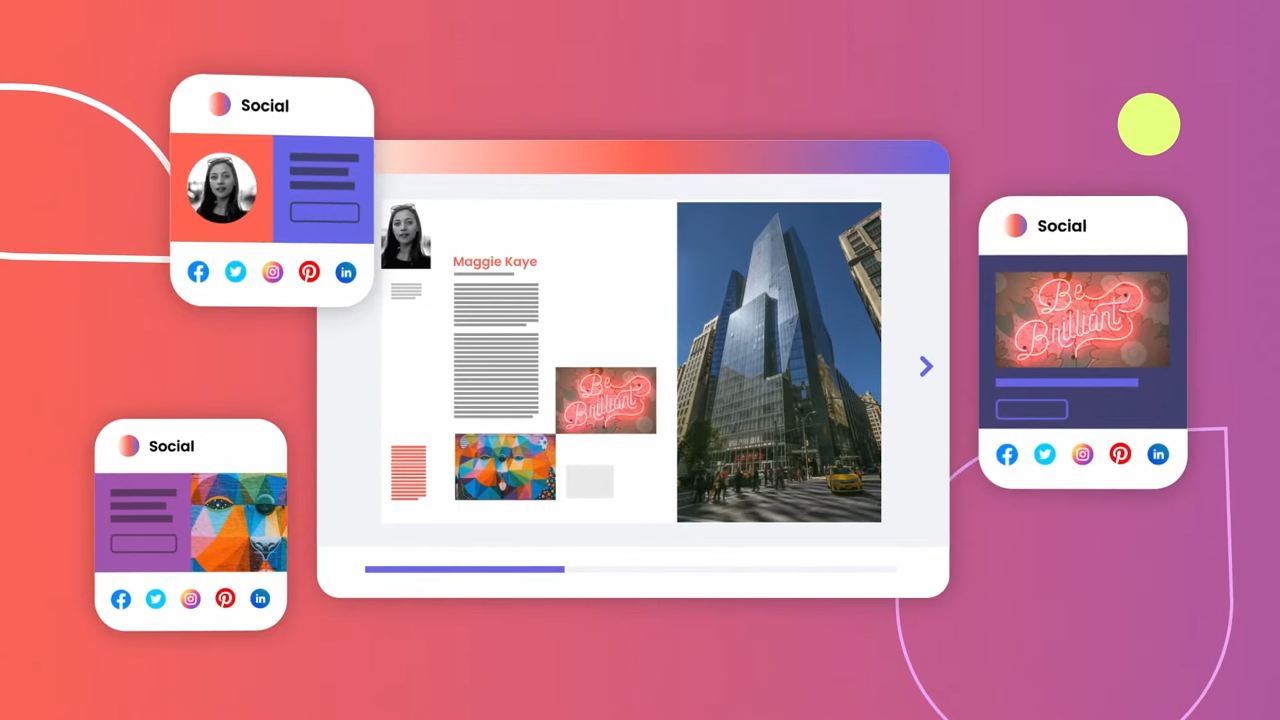 Social
Maggie Kaye
Be
Brilliant
Social
Be
Brilliant
Social